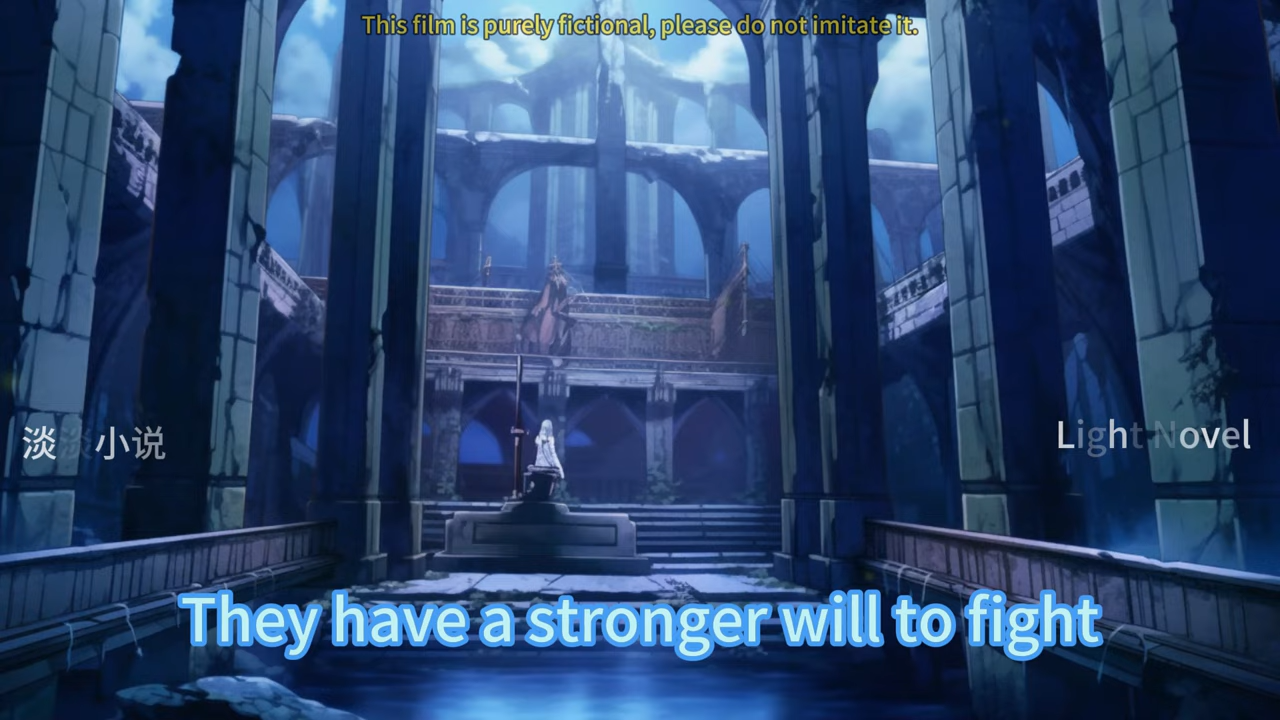 This film is purely fictional, please do not imitate it.
淡淡小说
Light Novel
They have a stronger will to fight